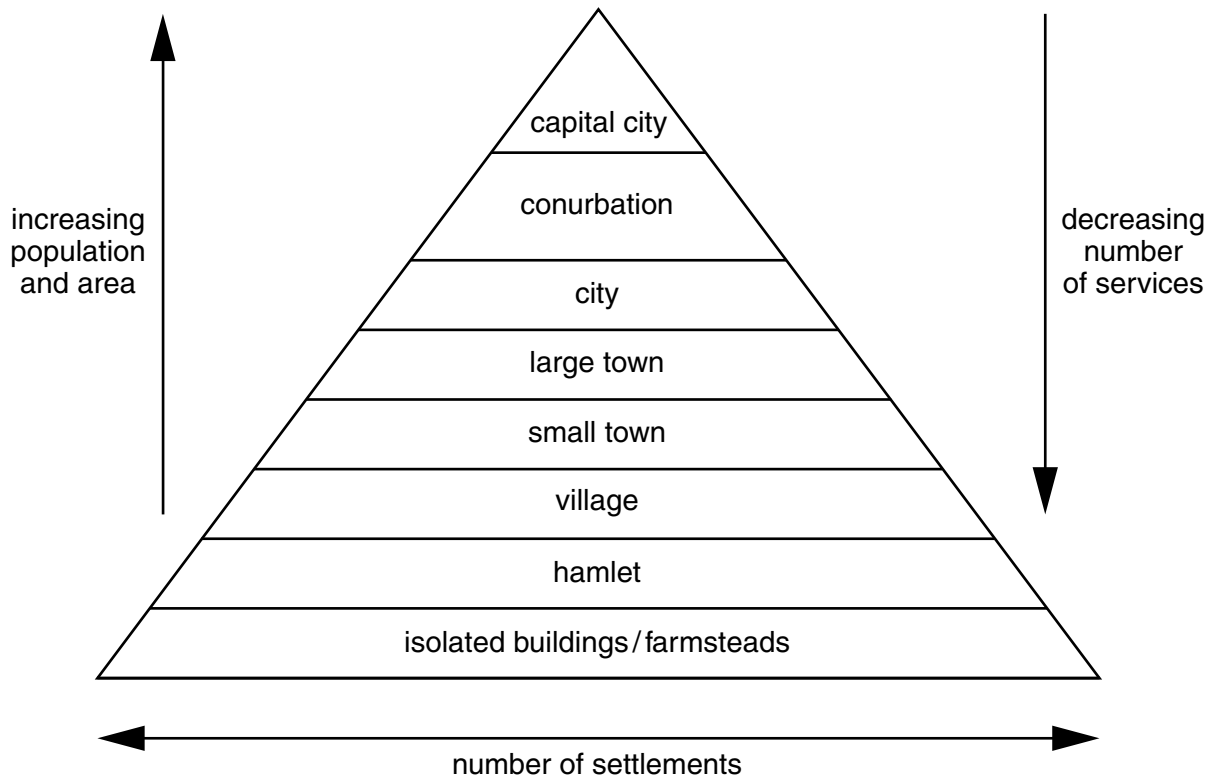 capital city
conurbation
increasing
population
and area
decreasing
number
of services
city
large town
small town
village
hamlet
isolated buildings/farmsteads
number of settlements